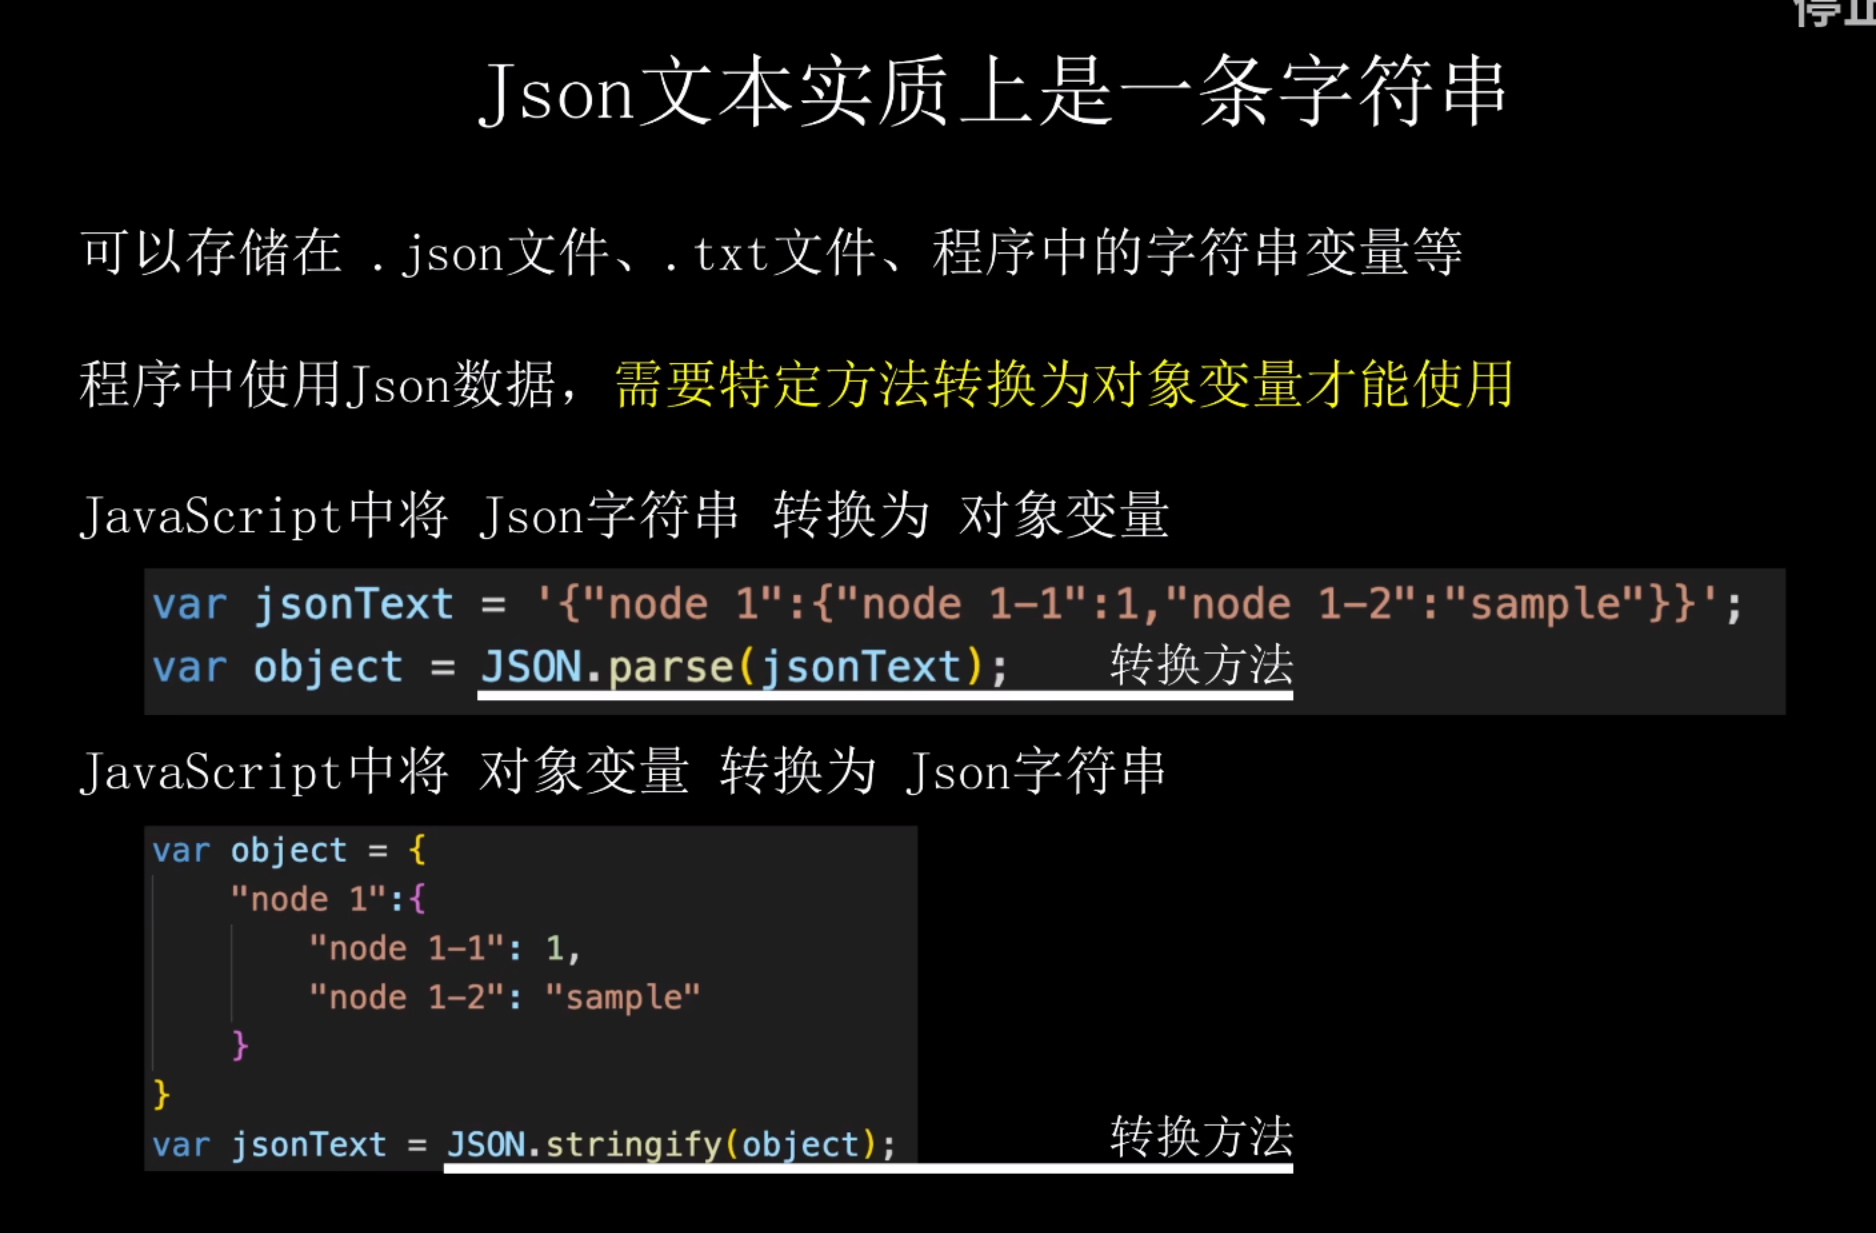 停止
Json文本实质上是一条字符串
可以存储在 .json文件、.txt文件、程序中的字符串变量等
程序中使用Json数据，需要特定方法转换为对象变量才能使用
JavaScript中将 Json字符串 转换为 对象变量
var jsonText = '{"node 1":{"node 1-1":1,"node 1-2":"sample"}}';
var object = JSON.parse(jsonText); 转换方法
JavaScript中将 对象变量 转换为 Json字符串
var object = {
"node 1":{
"node 1-1": 1,
"node 1-2": "sample"
}
}
var jsonText = JSON.stringify(object); 转换方法